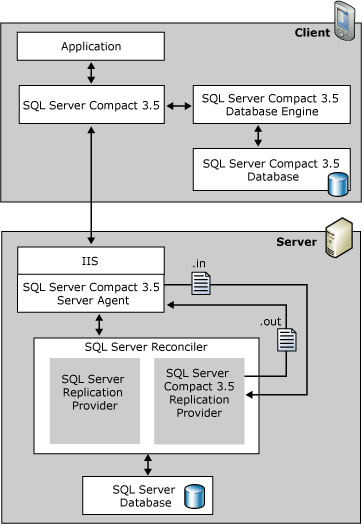 Client
Application
SQL Server Compact 3.5
SQL Server Compact 3.5
Database Engine
SQL Server Compact 3.5
Database
Server
IIS
SQL Server Compact 3.5
Server Agent
.in
.out
SQL Server Reconciler
SQL Server
Replication
Provider
SQL Server
Compact 3.5
Replication
Provider
SQL Server
Database